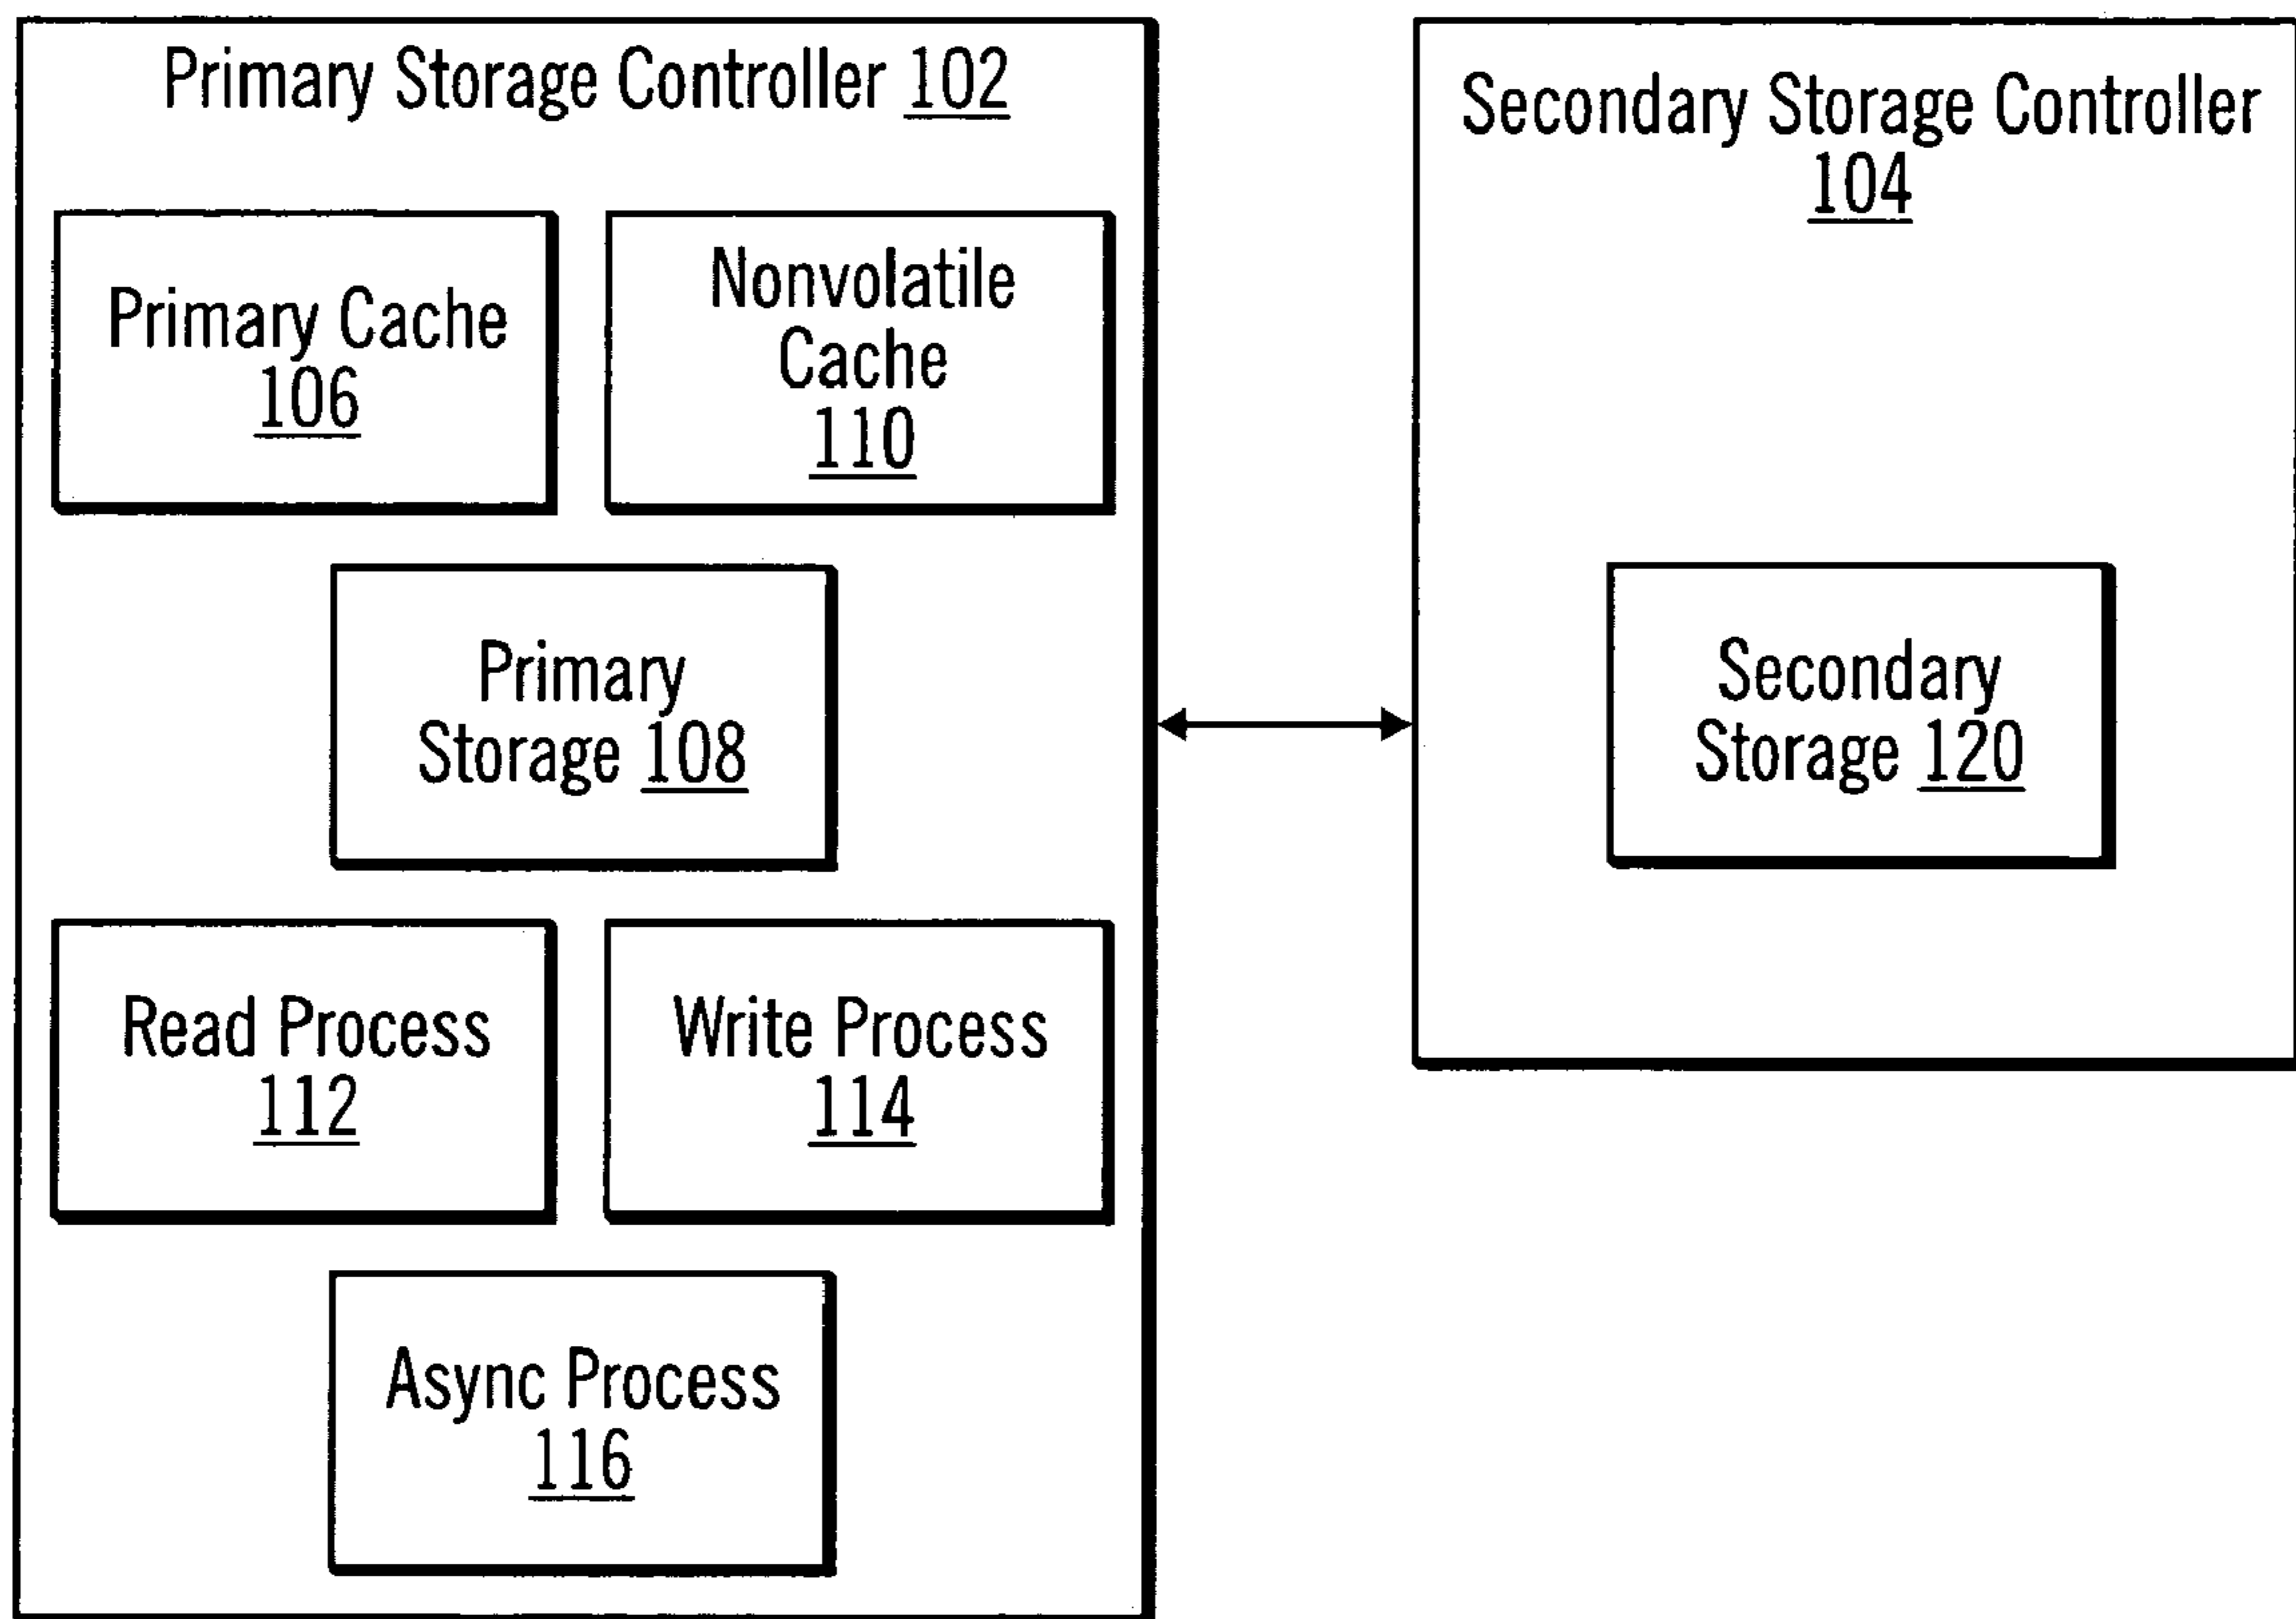 Primary Storage Controller 102
Primary Cache
106
Nonvolatile
Cache
110
Primary
Storage 108
Read Process
112
Write Process
114
Async Process
116
Secondary Storage Controller
104
Secondary
Storage 120